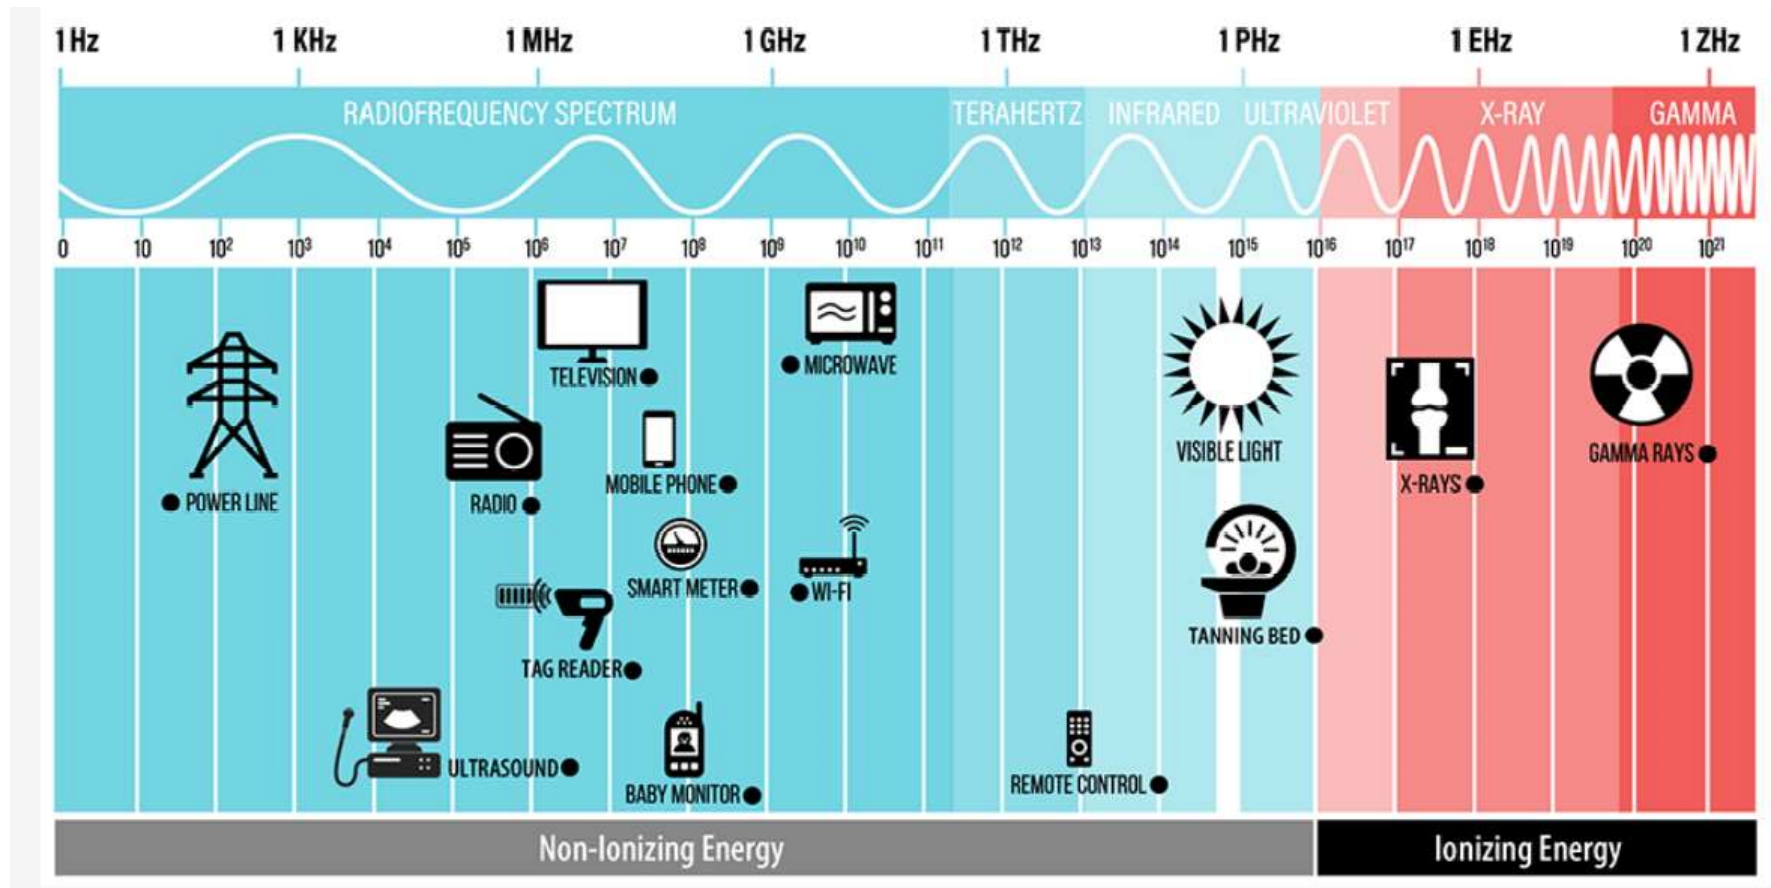 1 Hz 1 KHz 1 MHz 1 GHz 1 THz 1 PHz 1 EHz 1 ZHz
RADIOFREQUENCY SPECTRUM TERAHERTZ INFRARED ULTRAVIOLET X-RAY GAMMA
0 10 10² 10³ 10⁴ 10⁵ 10⁶ 10⁷ 10⁸ 10⁹ 10¹⁰ 10¹¹ 10¹² 10¹³ 10¹⁴ 10¹⁵ 10¹⁶ 10¹⁷ 10¹⁸ 10¹⁹ 10²⁰ 10²¹
MICROWAVE
TELEVISION
VISIBLE LIGHT
GAMMA RAYS
MOBILE PHONE
X-RAYS
POWER LINE
RADIO
SMART METER
WI-FI
TANNING BED
TAG READER
ULTRASOUND
REMOTE CONTROL
BABY MONITOR
Non-Ionizing Energy Ionizing Energy